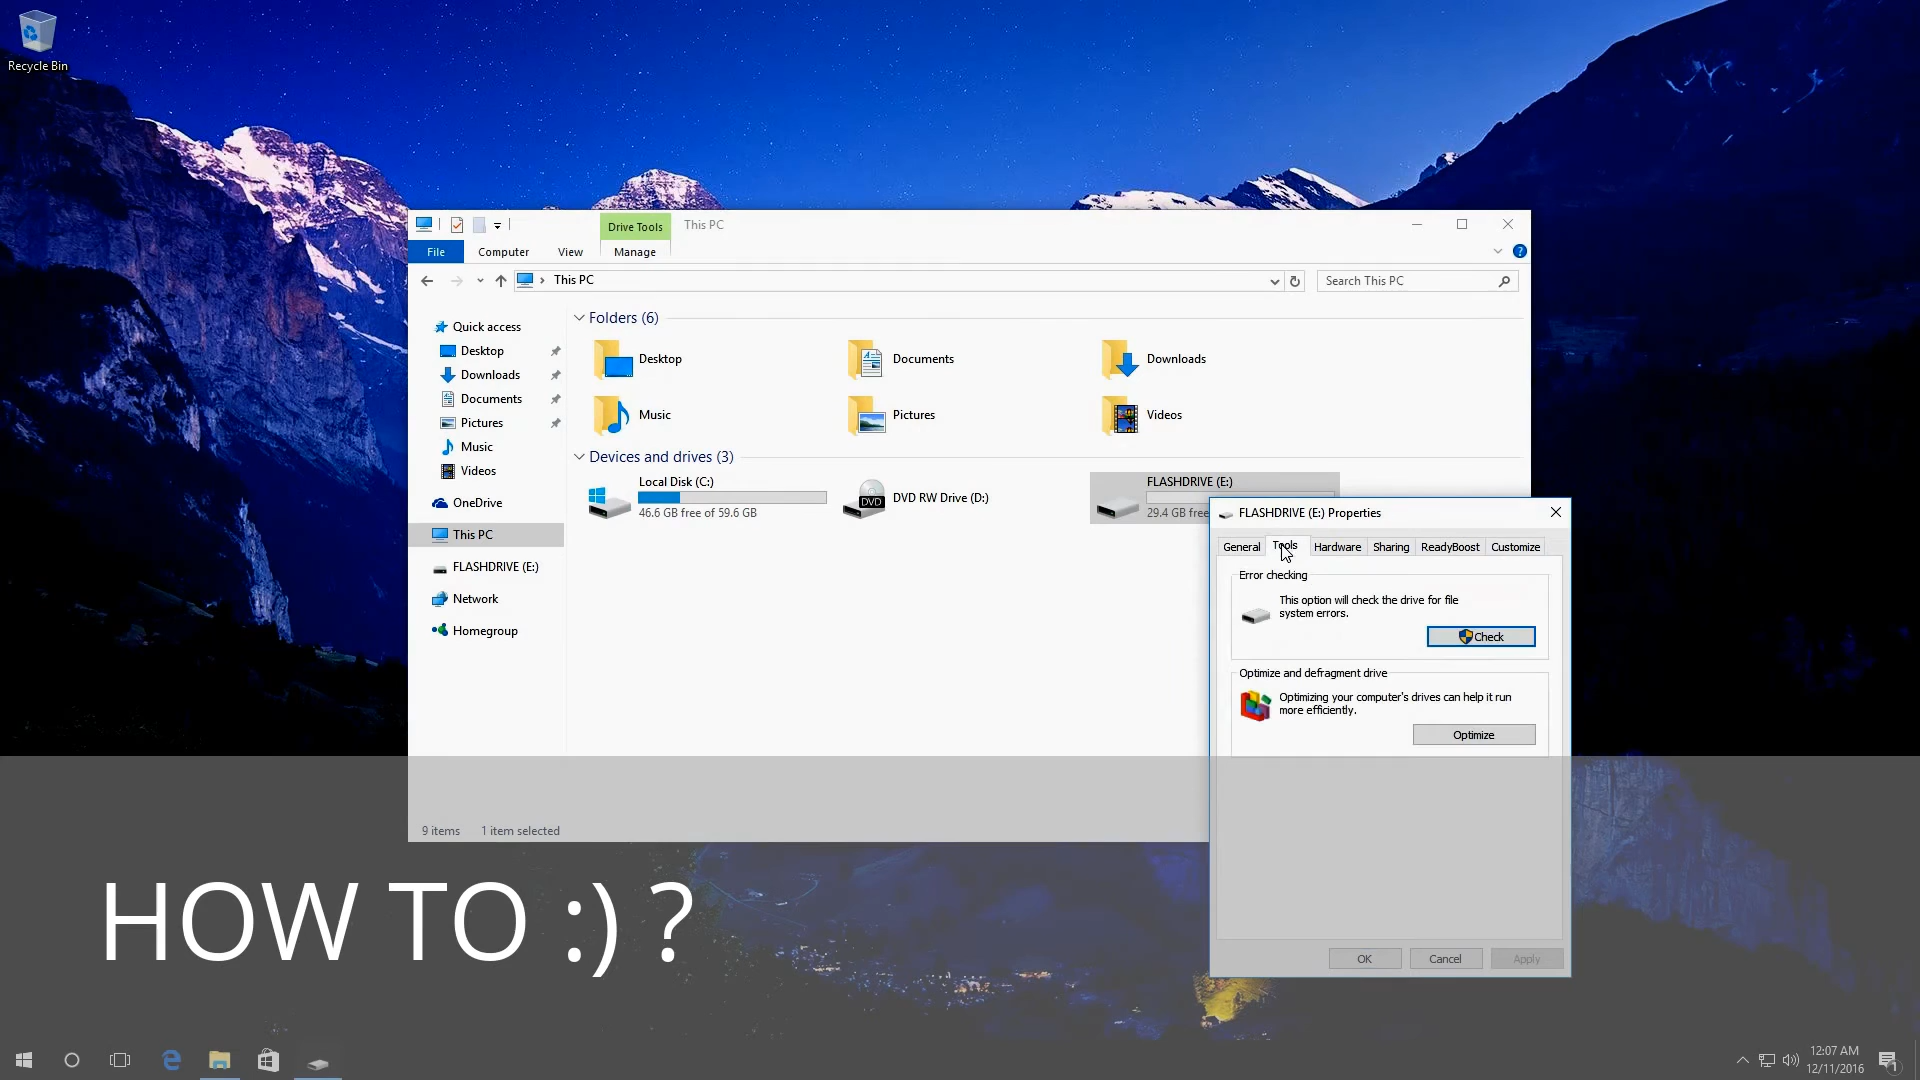 Recycle Bin
Drive Tools
This PC
File
Computer
View
Manage
This PC
Search This PC
Quick access
Desktop
Downloads
Documents
Pictures
Music
Videos
OneDrive
This PC
FLASHDRIVE (E:)
Network
Homegroup
Folders (6)
Desktop
Documents
Downloads
Music
Pictures
Videos
Devices and drives (3)
Local Disk (C:)
46.6 GB free of 59.6 GB
DVD
DVD RW Drive (D:)
FLASHDRIVE (E:)
29.4 GB free
9 items
1 item selected
FLASHDRIVE (E:) Properties
General
Tools
Hardware
Sharing
ReadyBoost
Customize
Error checking
This option will check the drive for file
system errors.
Check
Optimize and defragment drive
Optimizing your computer's drives can help it run
more efficiently.
Optimize
OK
Cancel
Apply
HOW TO :) ?
12:07 AM
12/11/2016
1